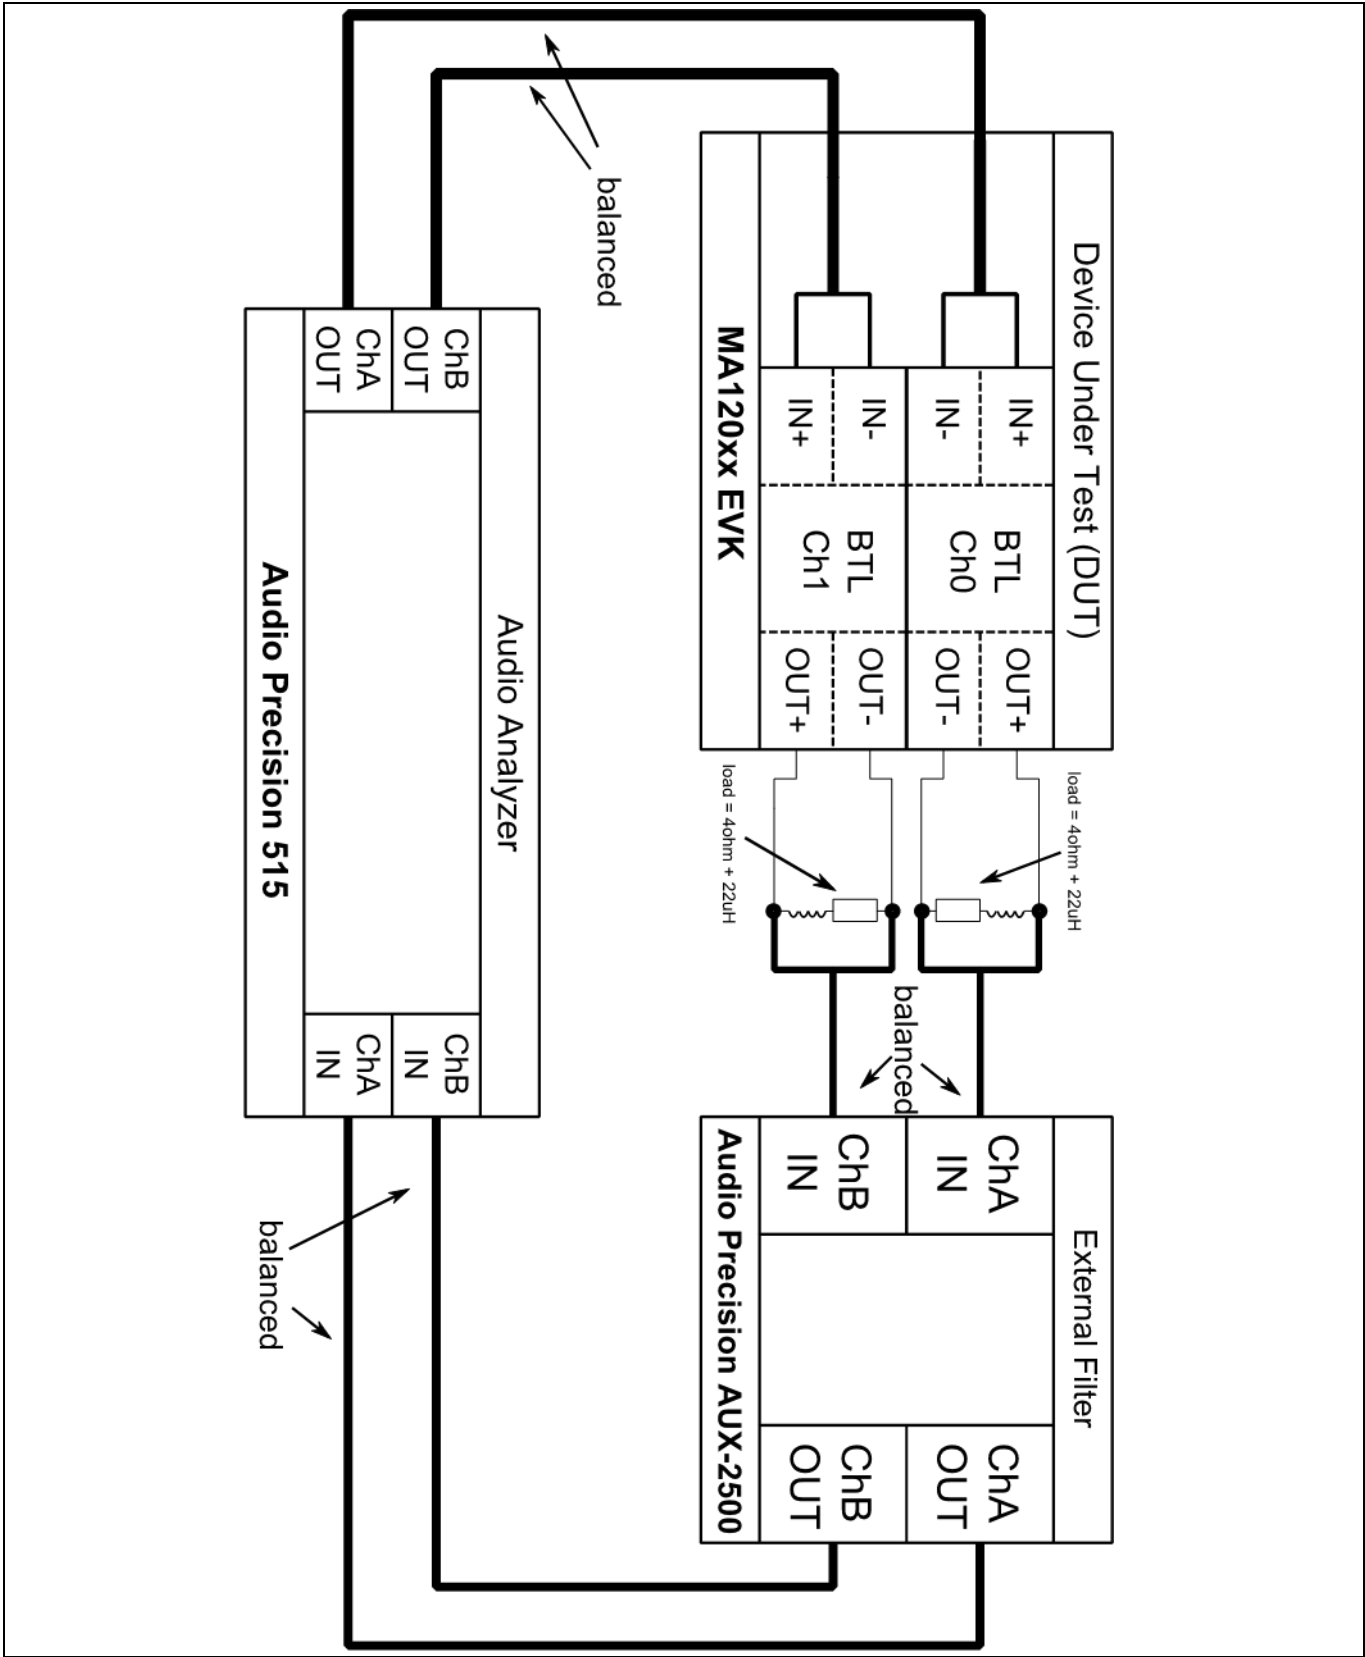 Device Under Test (DUT)
IN+
IN-
IN-
IN+
BTL
Ch0
BTL
Ch1
OUT+
OUT-
OUT-
OUT+
MA120xx EVK
load = 4ohm + 22uH
load = 4ohm + 22uH
balanced
External Filter
ChA
IN
ChB
IN
ChA
OUT
ChB
OUT
Audio Precision AUX-2500
balanced
Audio Analyzer
ChB
OUT
ChA
OUT
ChB
IN
ChA
IN
Audio Precision 515
balanced